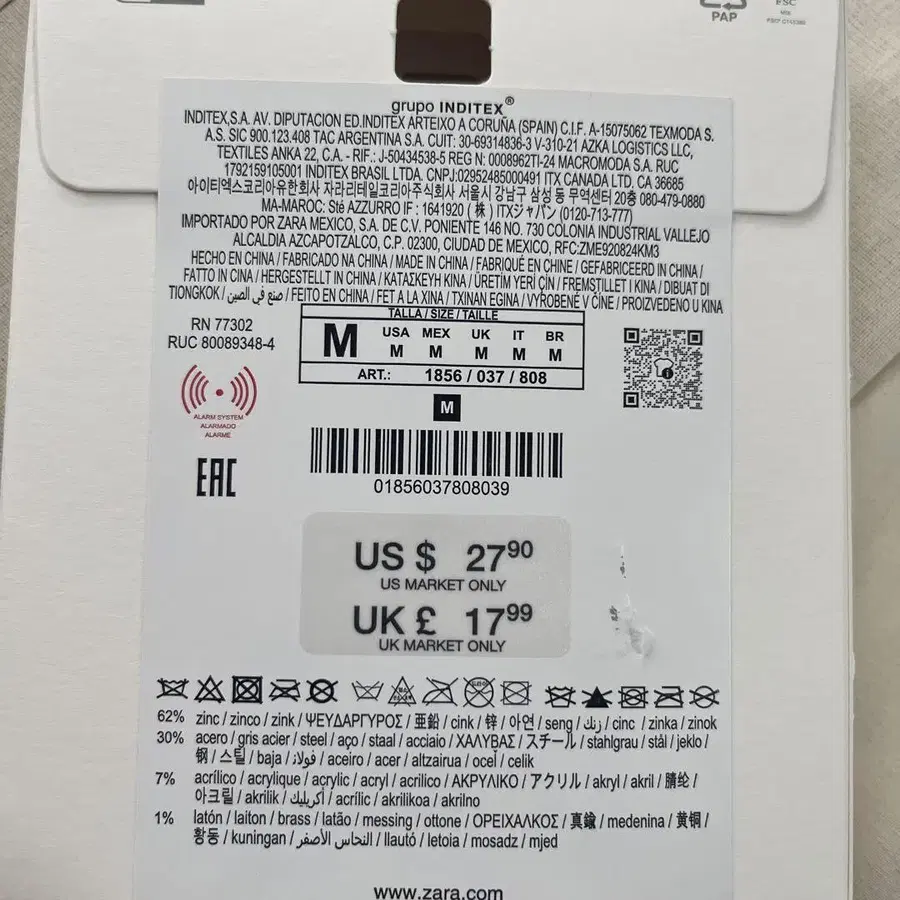 PAP
FSC
grupo INDITEX®
INDITEX,S.A. AV. DIPUTACION ED.INDITEX ARTEIXO A CORUÑA (SPAIN) C.I.F. A-15075062 TEXMODA S.
A.S. SIC 900.123.408 TAC ARGENTINA S.A. CUIT: 30-69314836-3 V-310-21 AZKA LOGISTICS LLC,
TEXTILES ANKA 22, C.A. - RIF.: J-50434538-5 REG N: 0008962TI-24 MACROMODA S.A. RUC
1792159105001 INDITEX BRASIL LTDA. CNPJ:02952485000491 ITX CANADA LTD, CA 36685
아이티엑스코리아유한회사 자라리테일코리아주식회사 서울시 강남구 삼성 동 무역센터 20층 080-479-0880
MA-MAROC: Sté AZZURRO IF : 1641920 ( 株 ) ITXジャパン (0120-713-777)
IMPORTADO POR ZARA MEXICO, S.A. DE C.V. PONIENTE 146 NO. 730 COLONIA INDUSTRIAL VALLEJO
ALCALDIA AZCAPOTZALCO, C.P. 02300, CIUDAD DE MEXICO, RFC:ZME920824KM3
HECHO EN CHINA / FABRICADO NA CHINA / MADE IN CHINA / FABRIQUÉ EN CHINE / GEFABRICEERD IN CHINA /
FATTO IN CINA / HERGESTELLT IN CHINA / ΚΑΤΑΣΚΕΥΗ ΚΙΝΑ / ÜRETİM YERİ ÇİN / FREMSTILLET I KINA / DIBUAT DI
TIONGKOK / صنع في الصين / FEITO EN CHINA / FET A LA XINA / TXINAN EGINA / VYROBENÉ V ČÍNE / PROIZVEDENO U KINA
TALLA / SIZE / TAILLE
RN 77302
RUC 80089348-4
M
USA MEX UK IT BR
M M M M M
ART.: 1856 / 037 / 808
ALARM SYSTEM
ALARMADO
ALARME
M
EAC
01856037808039
US $ 27⁹⁰
US MARKET ONLY
UK £ 17⁹⁹
UK MARKET ONLY
62% zinc / zinco / zink / ΨΕΥΔΑΡΓΥΡΟΣ / 亜鉛 / cink / 锌 / 아연 / seng / زنك / cinc / zinka / zinok
30% acero / gris acier / steel / aço / staal / acciaio / ΧΑΛΥΒΑΣ / スチール / stahlgrau / stål / jeklo /
钢 / 스틸 / baja / فولاذ / aceiro / acer / altzairua / oceľ / celik
7% acrílico / acrylique / acrylic / acryl / acrilico / ΑΚΡΥΛΙΚΟ / アクリル / akryl / akril / 腈纶 /
아크릴 / akrilik / أكريليك / acrílic / akrilikoa / akrilno
1% latón / laiton / brass / latão / messing / ottone / ΟΡΕΙΧΑΛΚΟΣ / 真鍮 / medenina / 黄铜 /
황동 / kuningan / النحاس الأصفر / llautó / letoia / mosadz / mjed
www.zara.com